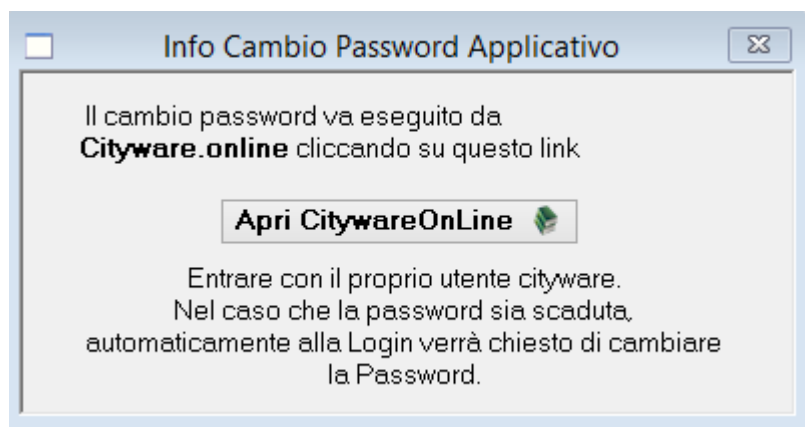 Info Cambio Password Applicativo
Il cambio password va eseguito da
Cityware.online cliccando su questo link
Apri CitywareOnLine
Entrare con il proprio utente cityware.
Nel caso che la password sia scaduta,
automaticamente alla Login verrà chiesto di cambiare
la Password.